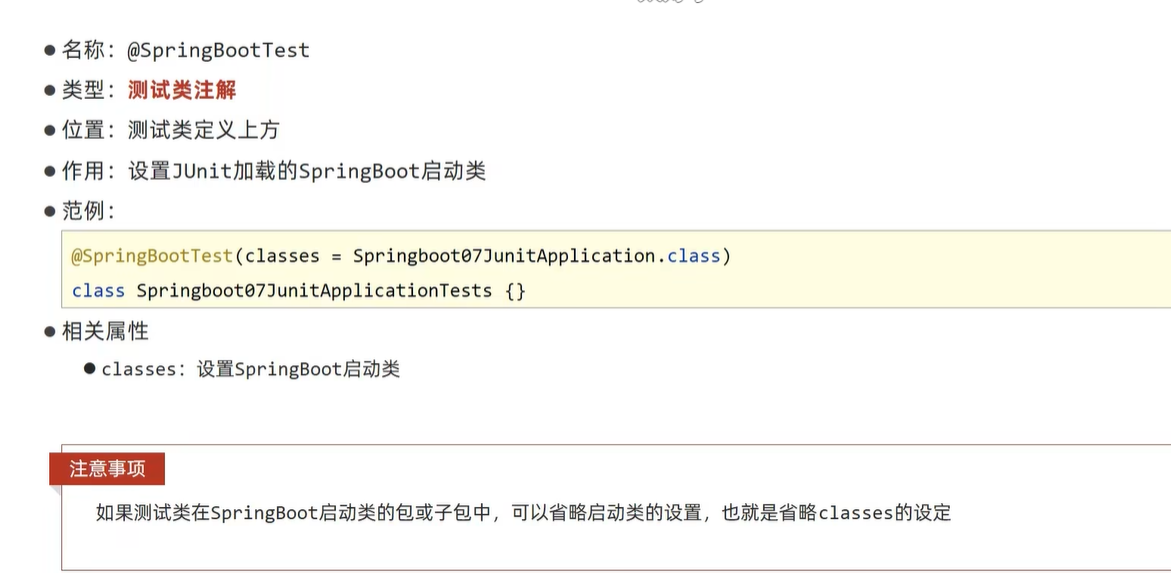 ● 名称：@SpringBootTest
● 类型：测试类注解
● 位置：测试类定义上方
● 作用：设置JUnit加载的SpringBoot启动类
● 范例：
@SpringBootTest(classes = Springboot07JunitApplication.class)
class Springboot07JunitApplicationTests {}
● 相关属性
● classes：设置SpringBoot启动类
注意事项
如果测试类在SpringBoot启动类的包或子包中，可以省略启动类的设置，也就是省略classes的设定